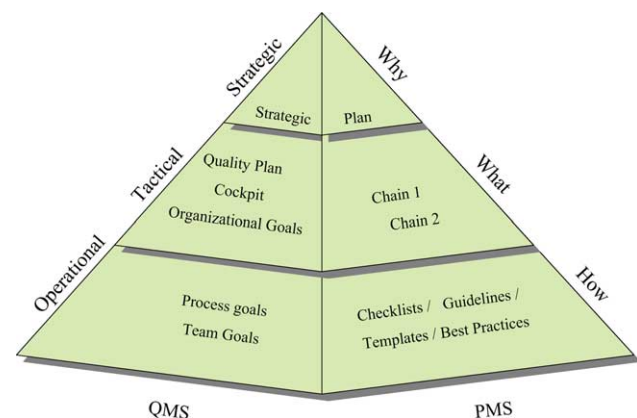 Strategic
Why
Strategic Plan
Tactical
What
Quality Plan
Cockpit
Organizational Goals
Chain 1
Chain 2
Operational
How
Process goals
Team Goals
Checklists / Guidelines /
Templates / Best Practices
QMS
PMS